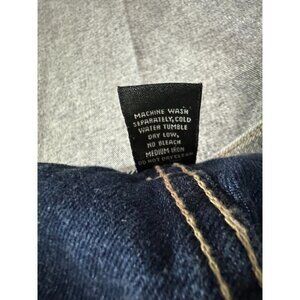 MACHINE WASH
SEPARATELY, COLD
WATER TUMBLE
DRY LOW,
NO BLEACH
MEDIUM IRON
DO NOT DRY CLEAN